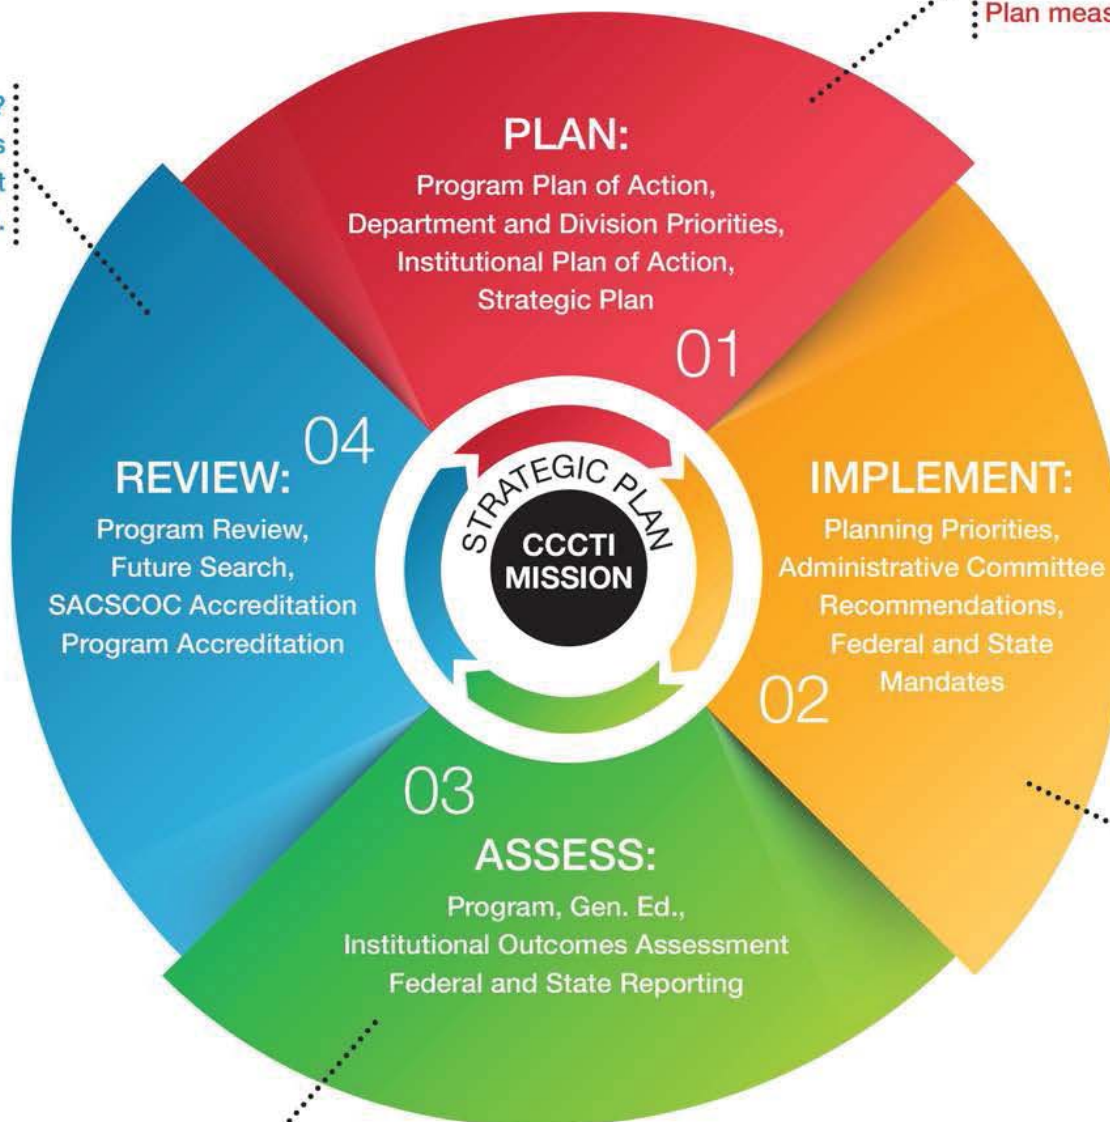 Plan meas
?
s
t
.
PLAN:
Program Plan of Action,
Department and Division Priorities,
Institutional Plan of Action,
Strategic Plan
01
IMPLEMENT:
Planning Priorities,
Administrative Committee
Recommendations,
Federal and State
Mandates
02
03
ASSESS:
Program, Gen. Ed.,
Institutional Outcomes Assessment
Federal and State Reporting
04
REVIEW:
Program Review,
Future Search,
SACSCOC Accreditation
Program Accreditation
STRATEGIC PLAN
CCCTI
MISSION